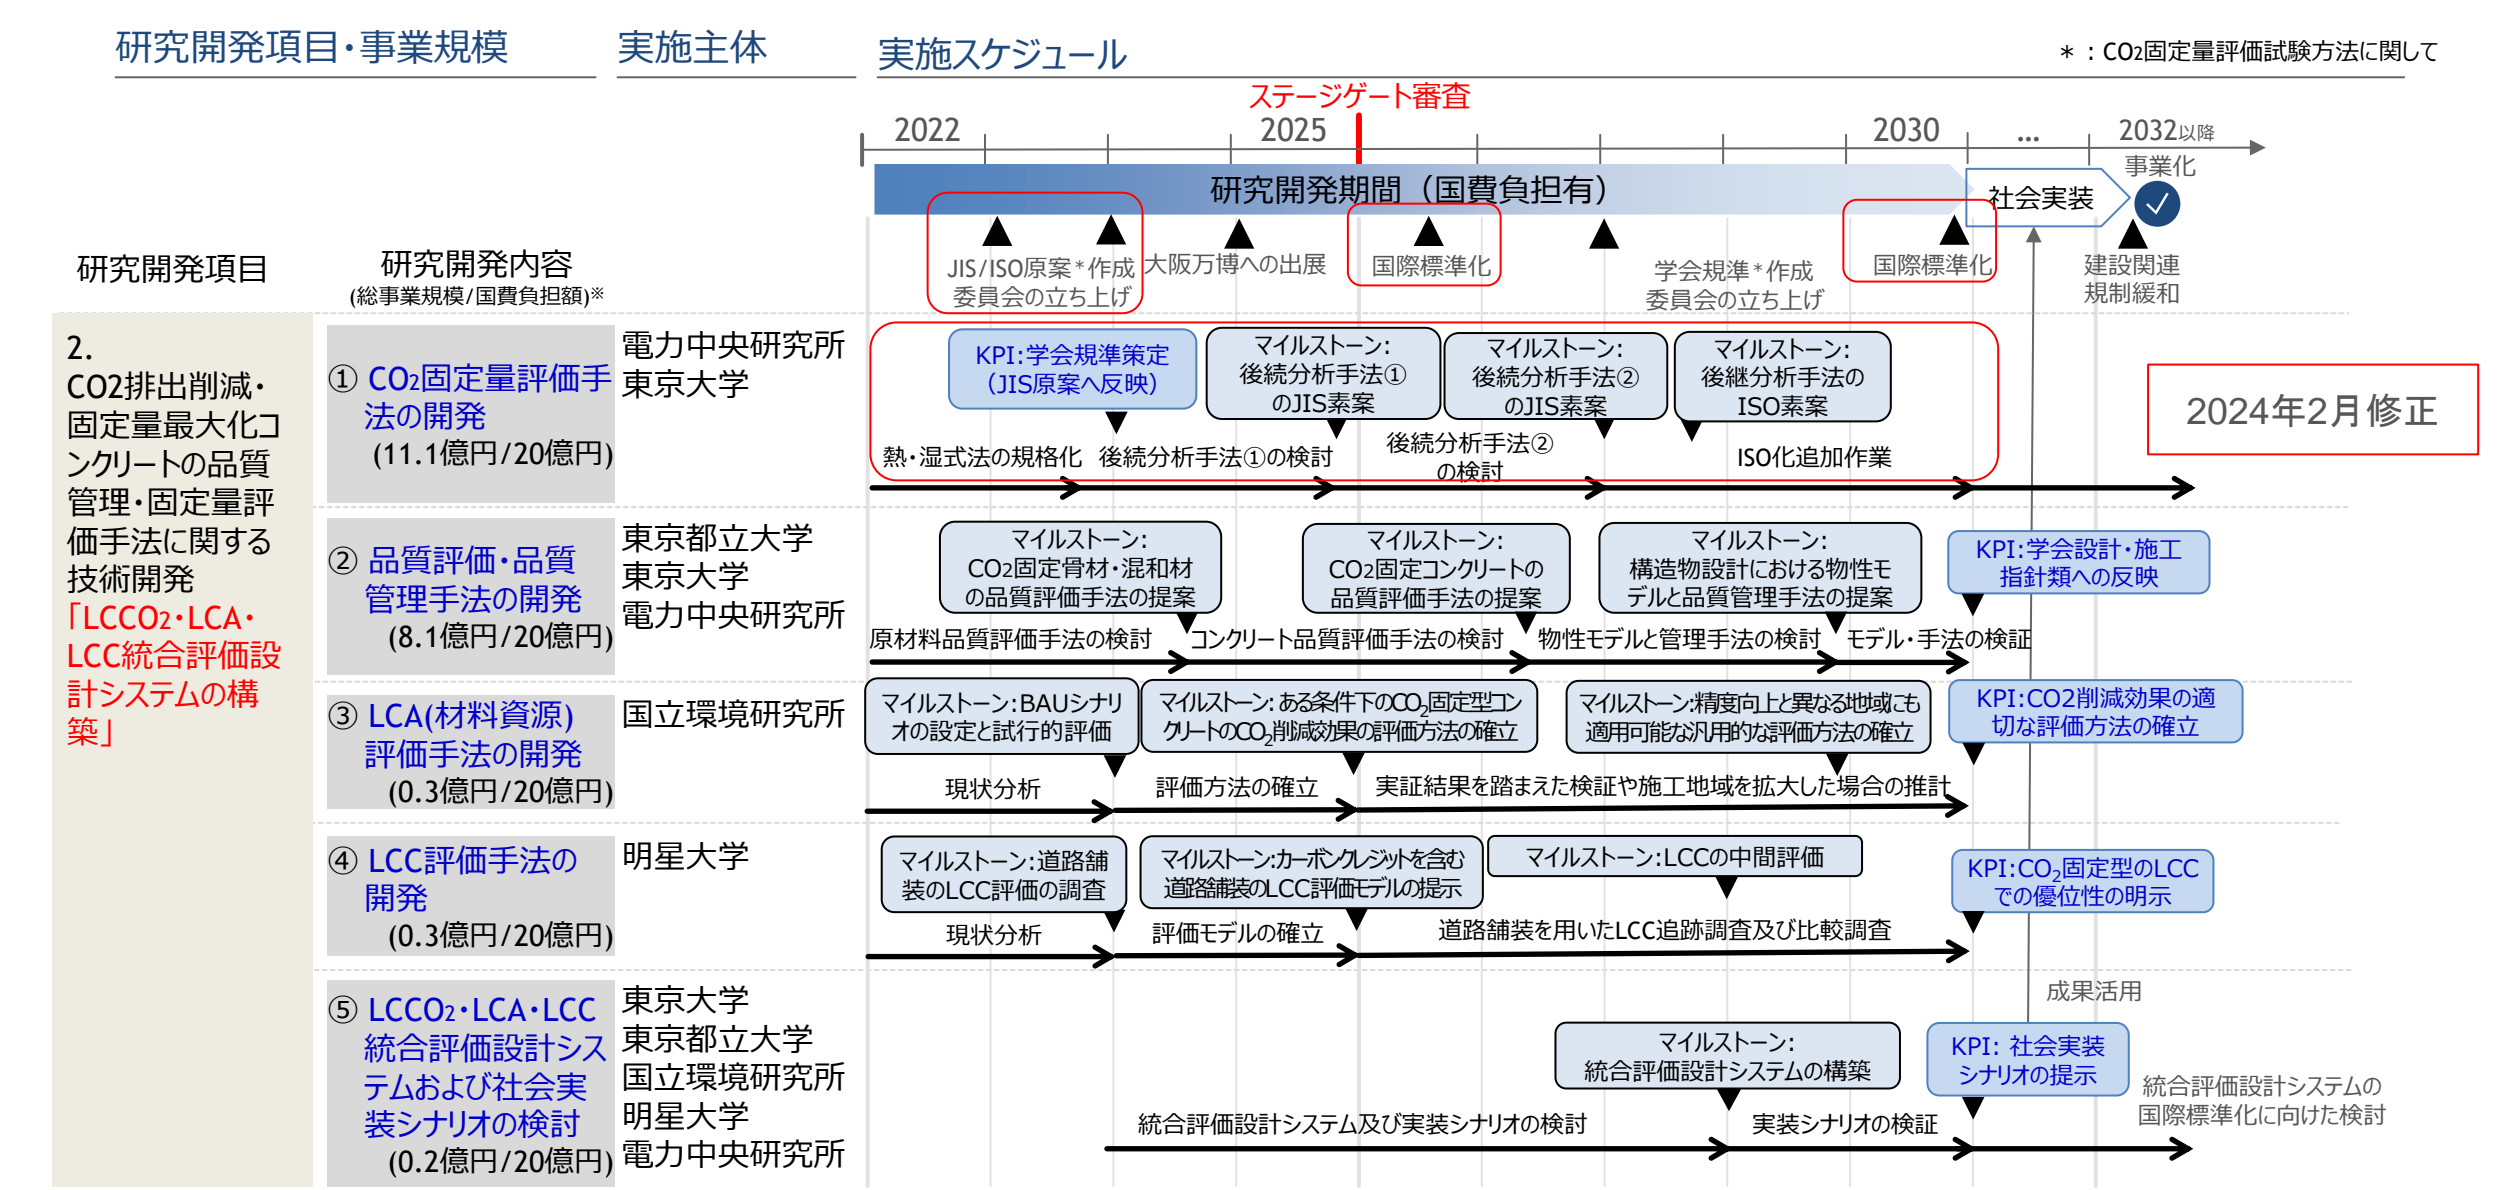 研究開発項目・事業規模
実施主体
実施スケジュール
＊：CO2固定量評価試験方法に関して
ステージゲート審査
2022
2025
2030
...
2032以降
事業化
研究開発期間（国費負担有）
社会実装
研究開発項目
研究開発内容
(総事業規模/国費負担額)※
JIS/ISO原案*作成
委員会の立ち上げ
大阪万博への出展
国際標準化
学会規準*作成
委員会の立ち上げ
国際標準化
建設関連
規制緩和
2024年2月修正
2.
CO2排出削減・
固定量最大化コ
ンクリートの品質
管理・固定量評
価手法に関する
技術開発
「LCCO2・LCA・
LCC統合評価設
計システムの構
築」
① CO2固定量評価手
法の開発
(11.1億円/20億円)
電力中央研究所
東京大学
KPI:学会規準策定
（JIS原案へ反映）
マイルストーン:
後続分析手法①
のJIS素案
マイルストーン:
後続分析手法②
のJIS素案
マイルストーン:
後継分析手法の
ISO素案
熱・湿式法の規格化
後続分析手法①の検討
後続分析手法②
の検討
ISO化追加作業
② 品質評価・品質
管理手法の開発
(8.1億円/20億円)
東京都立大学
東京大学
電力中央研究所
マイルストーン:
CO2固定骨材・混和材
の品質評価手法の提案
マイルストーン:
CO2固定コンクリートの
品質評価手法の提案
マイルストーン:
構造物設計における物性モ
デルと品質管理手法の提案
KPI:学会設計・施工
指針類への反映
原材料品質評価手法の検討
コンクリート品質評価手法の検討
物性モデルと管理手法の検討
モデル・手法の検証
③ LCA(材料資源)
評価手法の開発
(0.3億円/20億円)
国立環境研究所
マイルストーン:BAUシナリ
オの設定と試行的評価
マイルストーン: ある条件下のCO2固定型コン
クリートのCO2削減効果の評価方法の確立
マイルストーン:精度向上と異なる地域にも
適用可能な汎用的な評価方法の確立
KPI:CO2削減効果の適
切な評価方法の確立
現状分析
評価方法の確立
実証結果を踏まえた検証や施工地域を拡大した場合の推計
④ LCC評価手法の
開発
(0.3億円/20億円)
明星大学
マイルストーン:道路舗
装のLCC評価の調査
マイルストーン:カーボンクレジットを含む
道路舗装のLCC評価モデルの提示
マイルストーン:LCCの中間評価
KPI:CO2固定型のLCC
での優位性の明示
現状分析
評価モデルの確立
道路舗装を用いたLCC追跡調査及び比較調査
⑤ LCCO2・LCA・LCC
統合評価設計シス
テムおよび社会実
装シナリオの検討
(0.2億円/20億円)
東京大学
東京都立大学
国立環境研究所
明星大学
電力中央研究所
成果活用
マイルストーン:
統合評価設計システムの構築
KPI: 社会実装
シナリオの提示
統合評価設計システム及び実装シナリオの検討
実装シナリオの検証
統合評価設計システムの
国際標準化に向けた検討